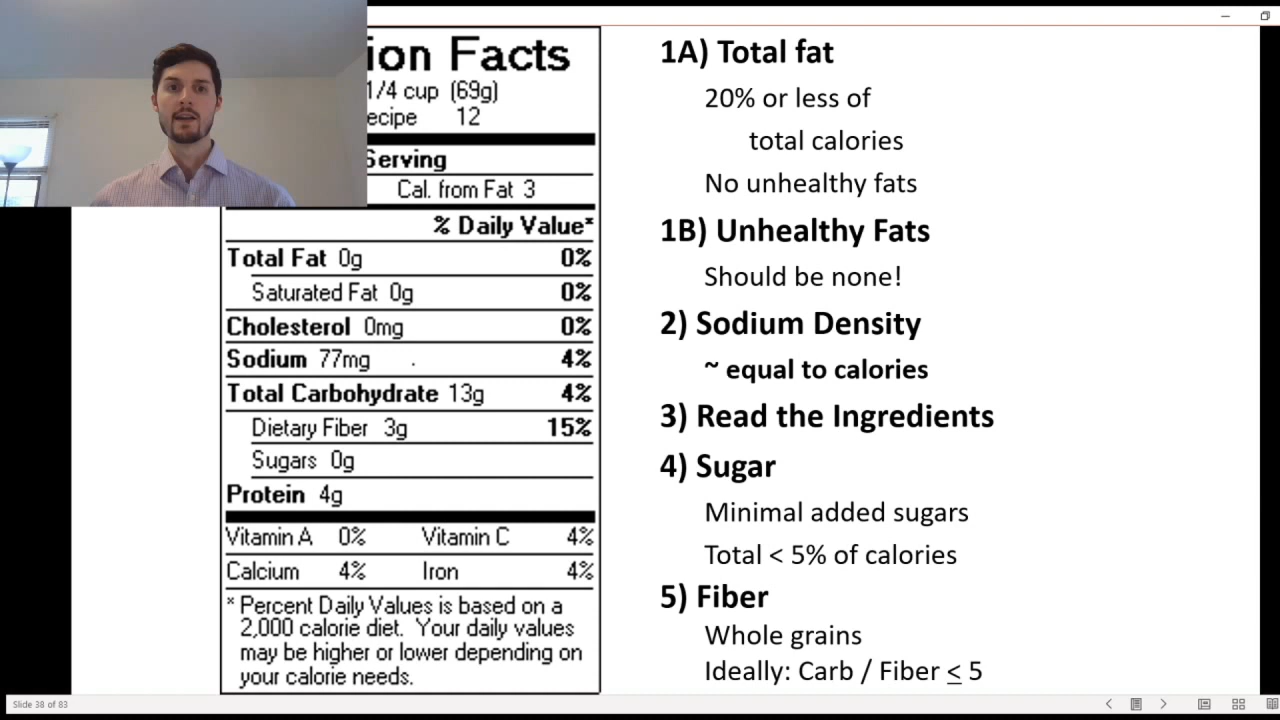 ion Facts
1/4 cup (69g)
ecipe 12
Serving
Cal. from Fat 3
% Daily Value*
Total Fat 0g 0%
Saturated Fat 0g 0%
Cholesterol 0mg 0%
Sodium 77mg 4%
Total Carbohydrate 13g 4%
Dietary Fiber 3g 15%
Sugars 0g
Protein 4g
Vitamin A 0% Vitamin C 4%
Calcium 4% Iron 4%
* Percent Daily Values is based on a
2,000 calorie diet. Your daily values
may be higher or lower depending on
your calorie needs.
1A) Total fat
20% or less of
total calories
No unhealthy fats
1B) Unhealthy Fats
Should be none!
2) Sodium Density
~ equal to calories
3) Read the Ingredients
4) Sugar
Minimal added sugars
Total < 5% of calories
5) Fiber
Whole grains
Ideally: Carb / Fiber ≤ 5
Slide 38 of 83